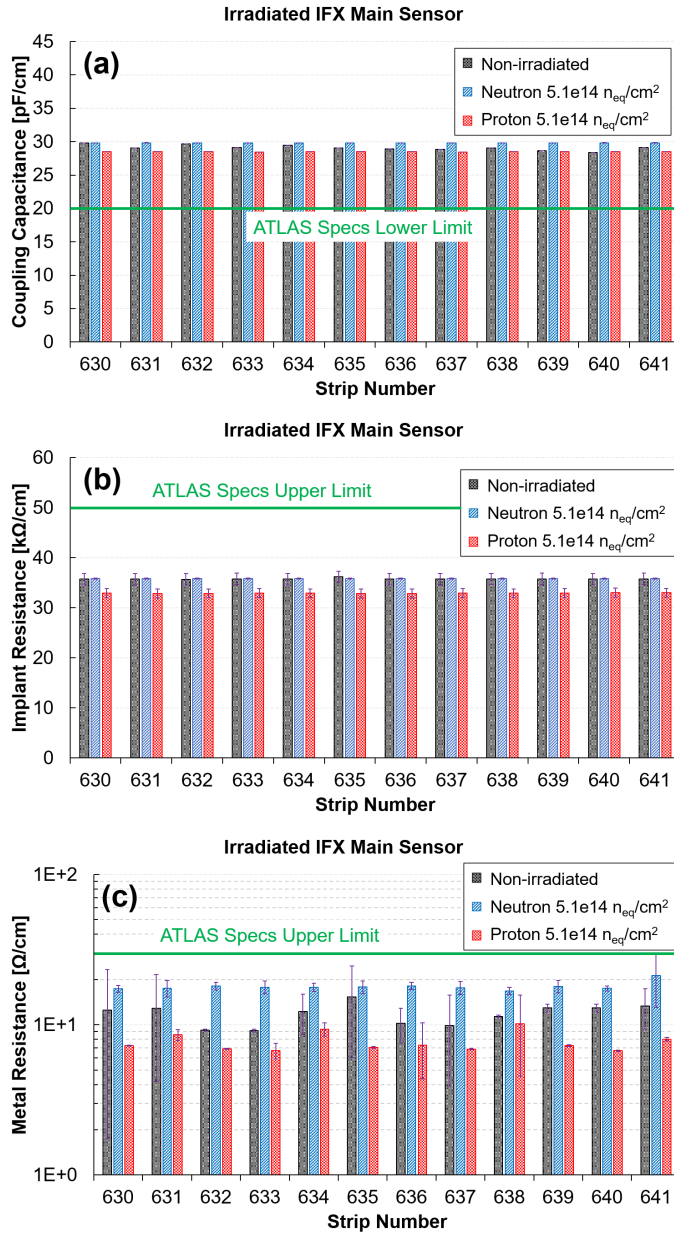 Irradiated IFX Main Sensor
(a)
Non-irradiated
Neutron 5.1e14 n_eq/cm²
Proton 5.1e14 n_eq/cm²
ATLAS Specs Lower Limit
Coupling Capacitance [pF/cm]
45
40
35
30
25
20
15
10
5
0
630 631 632 633 634 635 636 637 638 639 640 641
Strip Number
Irradiated IFX Main Sensor
(b)
ATLAS Specs Upper Limit
Non-irradiated
Neutron 5.1e14 n_eq/cm²
Proton 5.1e14 n_eq/cm²
Implant Resistance [kΩ/cm]
60
50
40
30
20
10
0
630 631 632 633 634 635 636 637 638 639 640 641
Strip Number
Irradiated IFX Main Sensor
(c)
Non-irradiated
Neutron 5.1e14 n_eq/cm²
Proton 5.1e14 n_eq/cm²
ATLAS Specs Upper Limit
Metal Resistance [Ω/cm]
1E+2
1E+1
1E+0
630 631 632 633 634 635 636 637 638 639 640 641
Strip Number